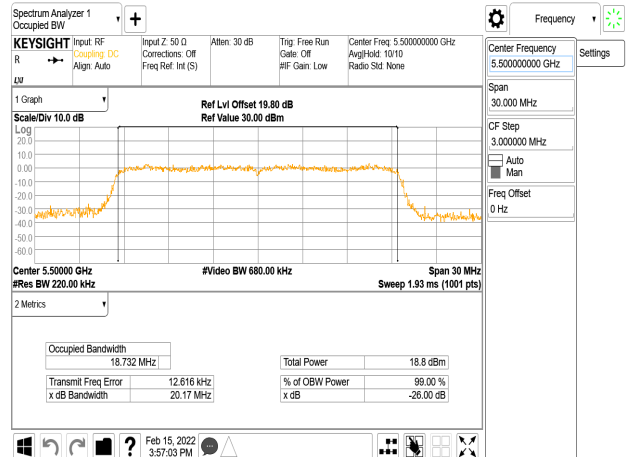 Spectrum Analyzer 1
Occupied BW
Frequency
KEYSIGHT
R
Input: RF
Coupling: DC
Align: Auto
Input Z: 50 Ω
Corrections: Off
Freq Ref: Int (S)
Atten: 30 dB
Trig: Free Run
Gate: Off
#IF Gain: Low
Center Freq: 5.500000000 GHz
Avg|Hold: 10/10
Radio Std: None
Center Frequency
5.500000000 GHz
Settings
Span
30.000 MHz
CF Step
3.000000 MHz
Auto
Man
Freq Offset
0 Hz
1 Graph
Scale/Div 10.0 dB
Ref Lvl Offset 19.80 dB
Ref Value 30.00 dBm
Log
20.0
10.0
0.00
-10.0
-20.0
-30.0
-40.0
-50.0
-60.0
Center 5.50000 GHz
#Video BW 680.00 kHz
Span 30 MHz
#Res BW 220.00 kHz
Sweep 1.93 ms (1001 pts)
2 Metrics
Occupied Bandwidth
18.732 MHz
Total Power
18.8 dBm
Transmit Freq Error
12.616 kHz
% of OBW Power
99.00 %
x dB Bandwidth
20.17 MHz
x dB
-26.00 dB
?
Feb 15, 2022
3:57:03 PM